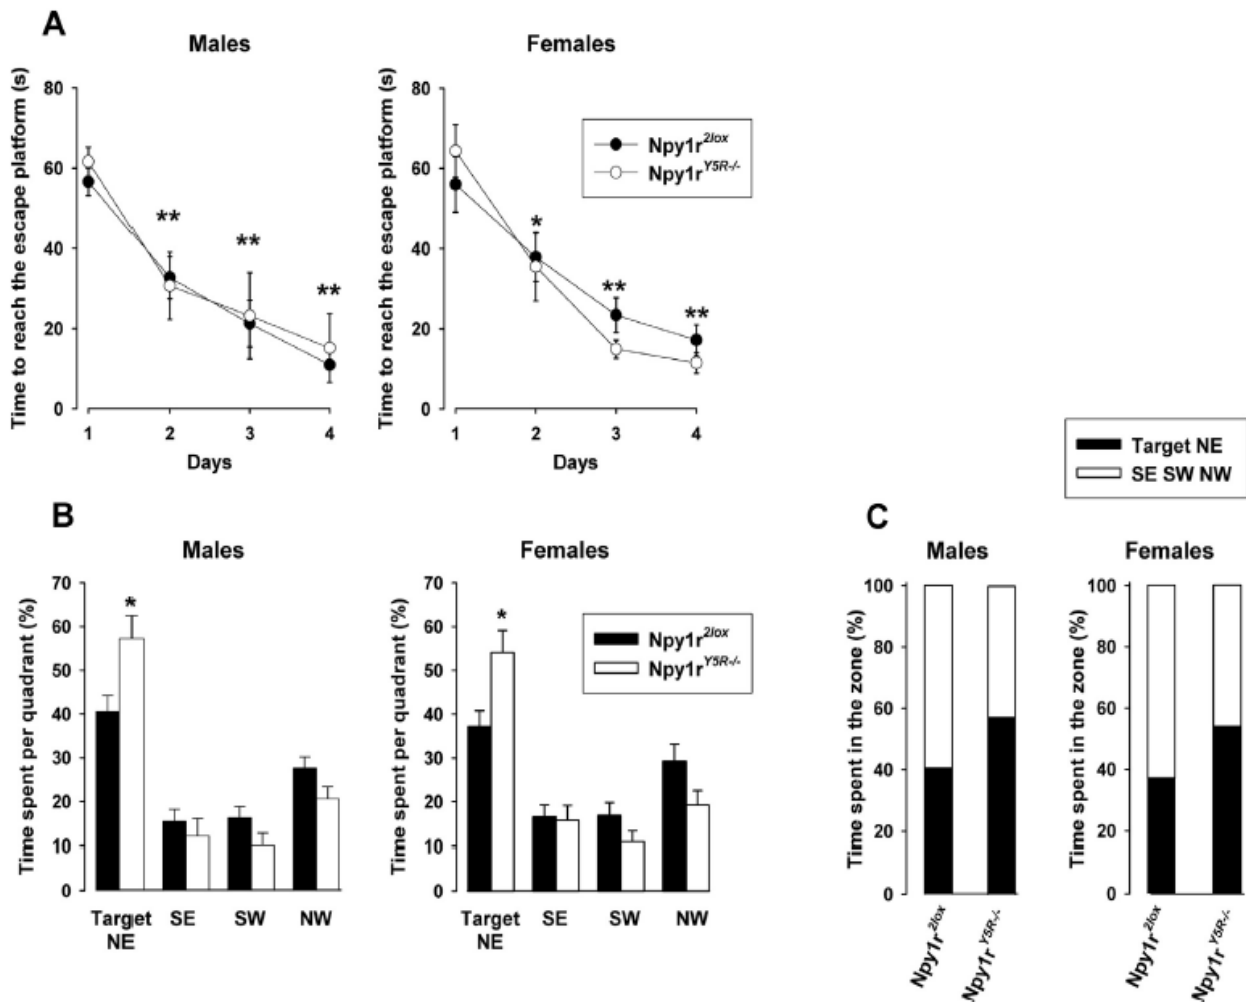 A
Males
Females
Time to reach the escape platform (s)
80
60
40
20
0
**
**
**
1
2
3
4
Days
Time to reach the escape platform (s)
80
60
40
20
0
*
**
**
1
2
3
4
Days
Npy1r2lox
Npy1rY5R-/-
Target NE
SE SW NW
B
Males
Females
Time spent per quadrant (%)
70
60
50
40
30
20
10
0
*
Target
NE
SE
SW
NW
Time spent per quadrant (%)
70
60
50
40
30
20
10
0
*
Target
NE
SE
SW
NW
Npy1r2lox
Npy1rY5R-/-
C
Males
Females
Time spent in the zone (%)
100
80
60
40
20
0
Npy1r2lox
Npy1rY5R-/-
Time spent in the zone (%)
100
80
60
40
20
0
Npy1r2lox
Npy1rY5R-/-